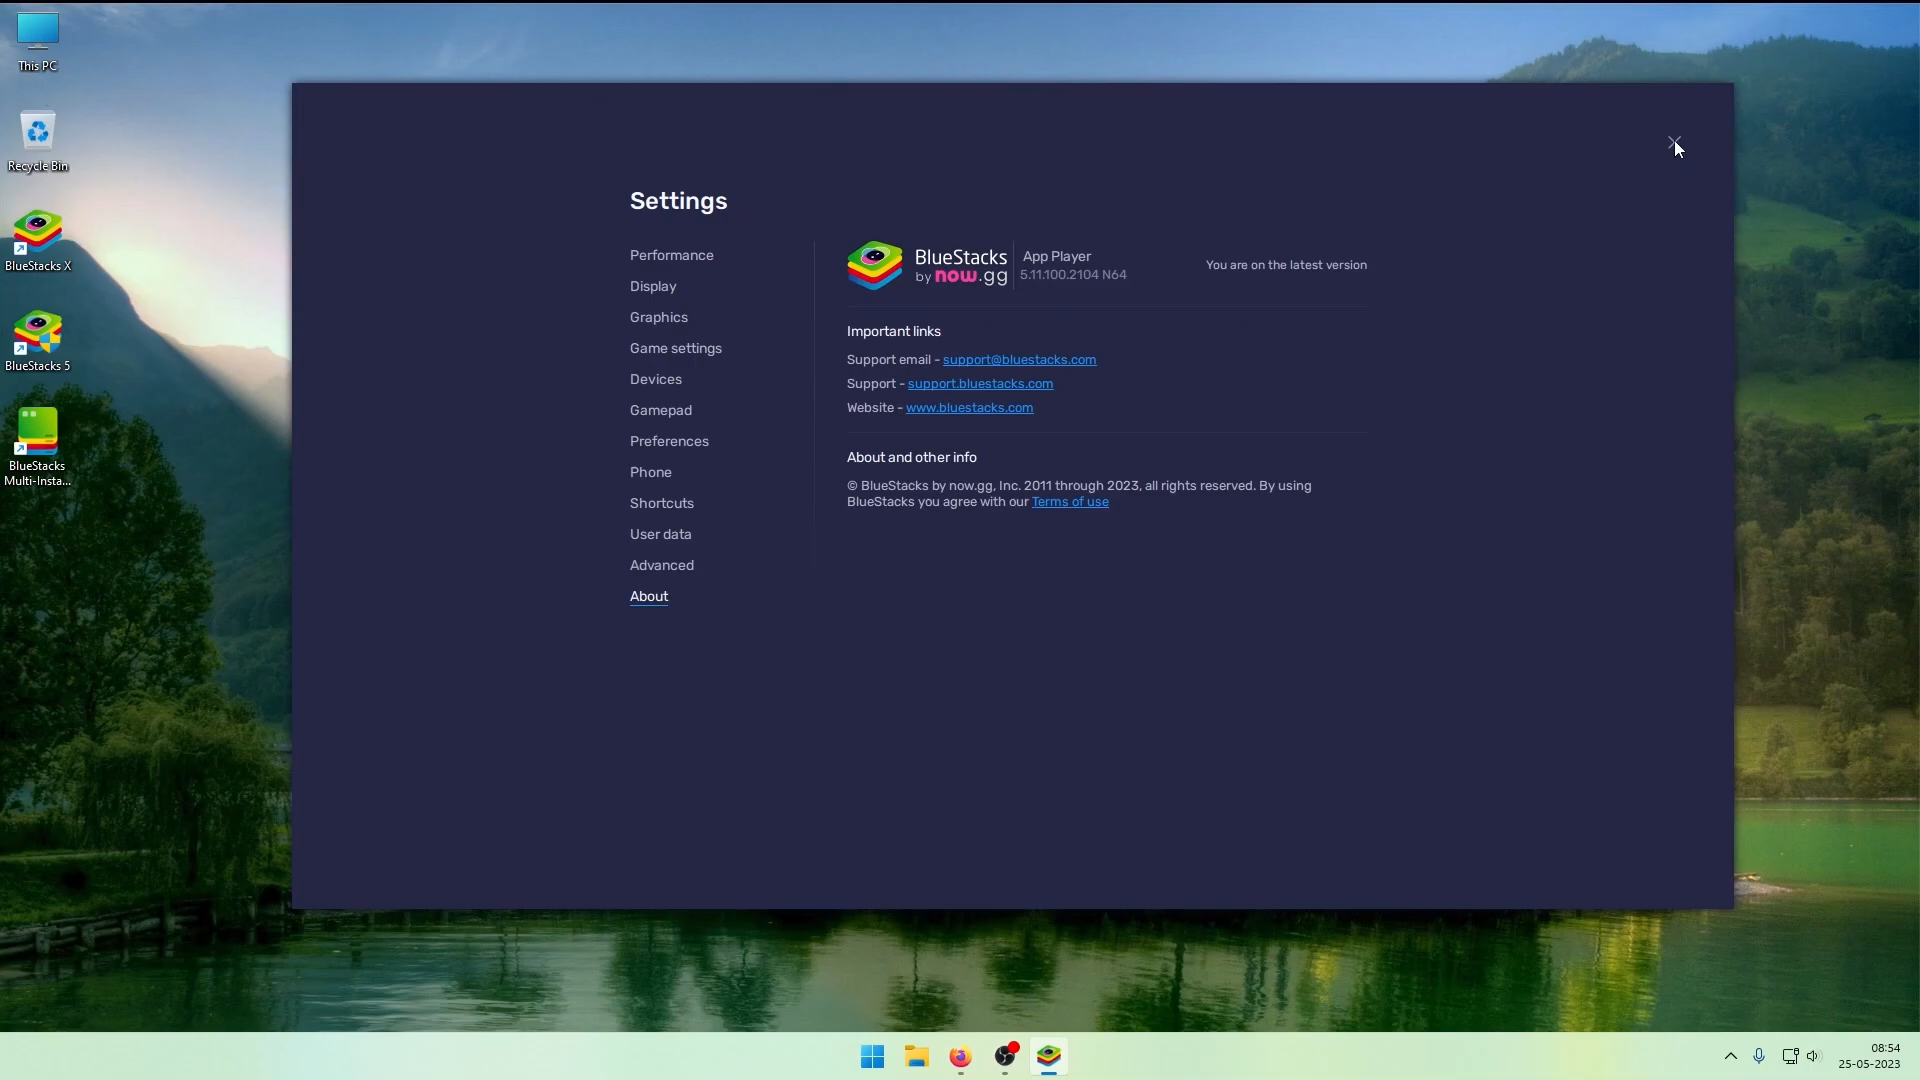 This PC
Recycle Bin
BlueStacks X
BlueStacks 5
BlueStacks
Multi-Insta...
Settings
Performance
Display
Graphics
Game settings
Devices
Gamepad
Preferences
Phone
Shortcuts
User data
Advanced
About
BlueStacks
by now.gg
App Player
5.11.100.2104 N64
You are on the latest version
Important links
Support email - support@bluestacks.com
Support - support.bluestacks.com
Website - www.bluestacks.com
About and other info
© BlueStacks by now.gg, Inc. 2011 through 2023, all rights reserved. By using
BlueStacks you agree with our Terms of use
08:54
25-05-2023